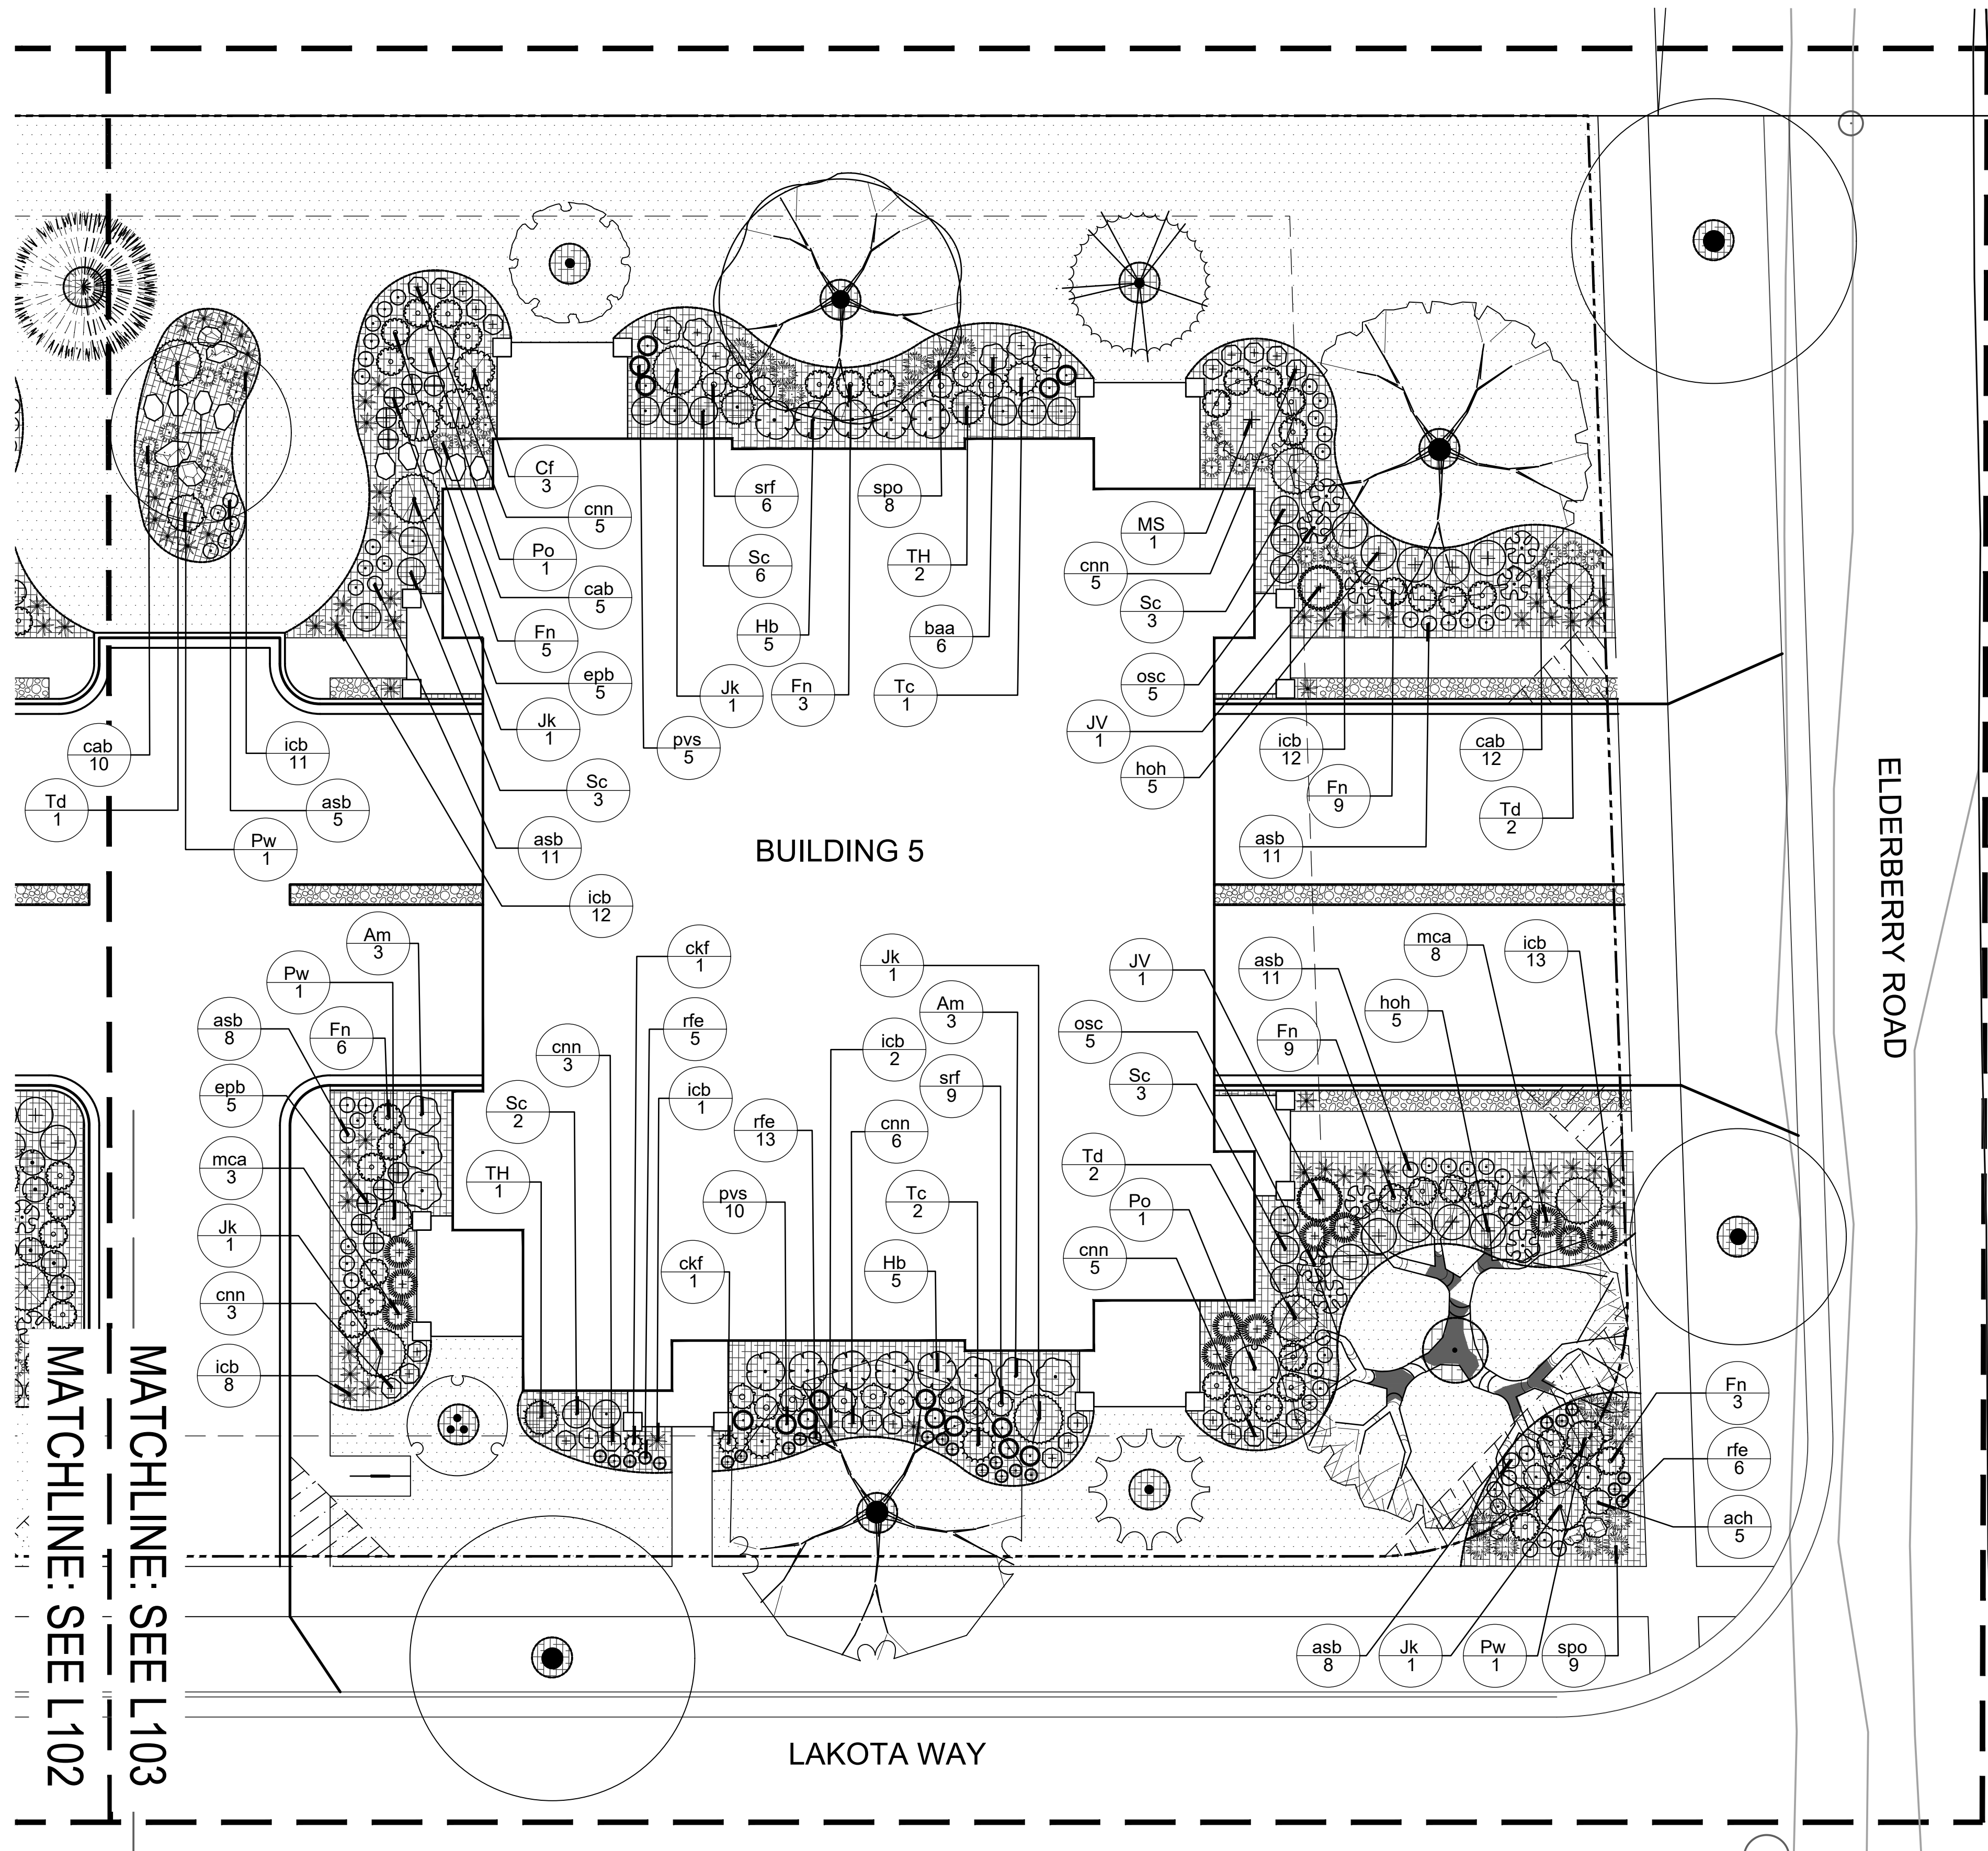 Cf
3
cnn
5
Po
1
cab
5
Fn
5
epb
5
Jk
1
Sc
3
asb
11
icb
12
srf
6
Sc
6
Hb
5
Jk
1
Fn
3
pvs
5
spo
8
TH
2
baa
6
Tc
1
MS
1
cnn
5
Sc
3
osc
5
JV
1
hoh
5
icb
12
Fn
9
asb
11
cab
12
Td
2
cab
10
Td
1
Pw
1
icb
11
asb
5
BUILDING 5
ELDERBERRY ROAD
Am
3
Pw
1
Fn
6
asb
8
epb
5
mca
3
Jk
1
cnn
3
icb
8
ckf
1
rfe
5
icb
1
cnn
3
Sc
2
TH
1
rfe
13
pvs
10
ckf
1
Jk
1
Am
3
icb
2
srf
9
cnn
6
Tc
2
Hb
5
JV
1
osc
5
Sc
3
Td
2
Po
1
cnn
5
asb
11
Fn
9
mca
8
hoh
5
icb
13
Fn
3
rfe
6
ach
5
asb
8
Jk
1
Pw
1
spo
9
MATCHLINE: SEE L102
MATCHLINE: SEE L103
LAKOTA WAY